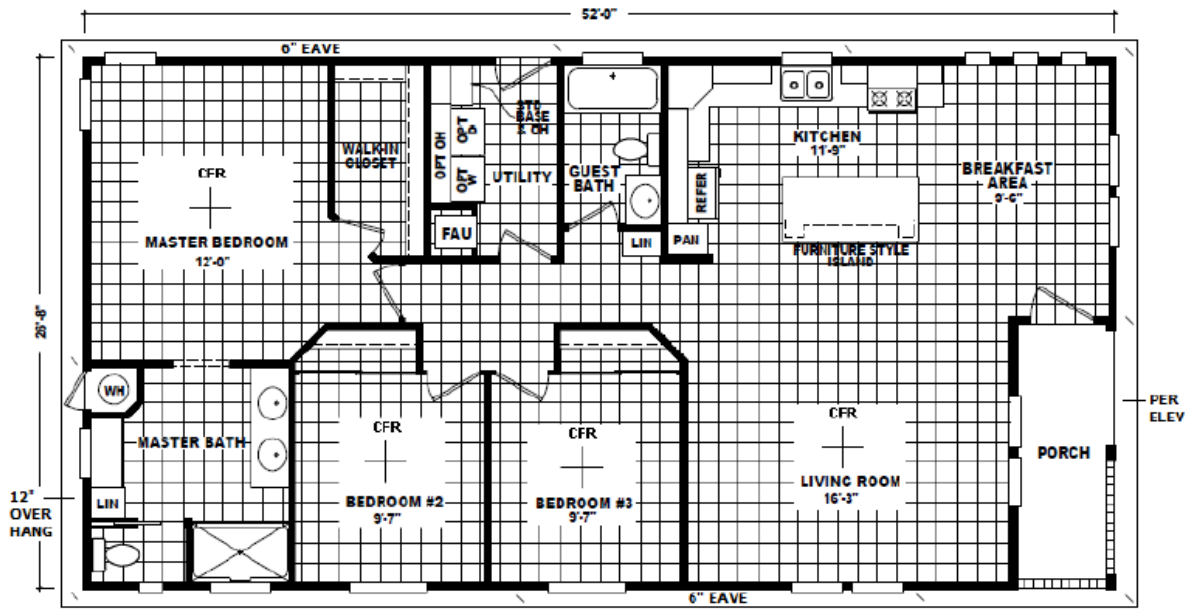 52'-0"
6" EAVE
26'-8"
CFR
MASTER BEDROOM
12'-0"
WALK-IN
CLOSET
OPT OH
OPT
D
OPT
W
STD
BASE
& OH
UTILITY
FAU
GUEST
BATH
LIN
REFER
PAN
KITCHEN
11'-9"
FURNITURE STYLE
ISLAND
BREAKFAST
AREA
9'-6"
WH
MASTER BATH
LIN
12"
OVER
HANG
CFR
BEDROOM #2
9'-7"
CFR
BEDROOM #3
9'-7"
CFR
LIVING ROOM
16'-3"
PORCH
PER
ELEV
6" EAVE